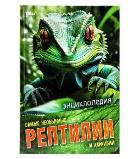 ЭНЦИКЛОПЕДИЯ
САМЫЕ НЕОБЫЧНЫЕ
РЕПТИЛИИ
И АМФИБИИ